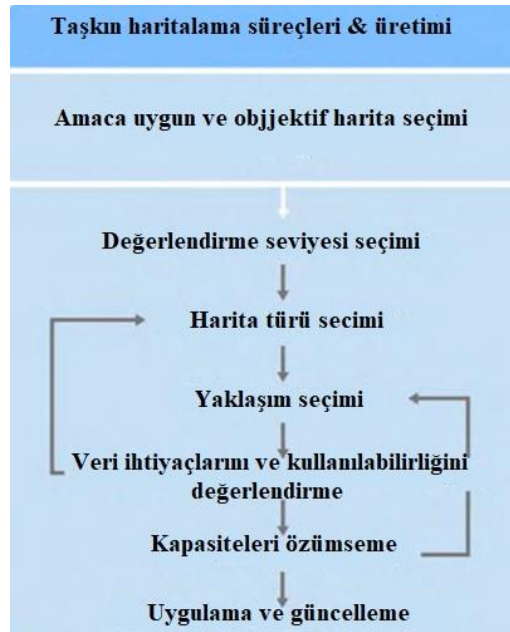 Taşkın haritalama süreçleri & üretimi
Amaca uygun ve objjektif harita seçimi
Değerlendirme seviyesi seçimi
Harita türü secimi
Yaklaşım seçimi
Veri ihtiyaçlarını ve kullanılabilirliğini
değerlendirme
Kapasiteleri özümseme
Uygulama ve güncelleme